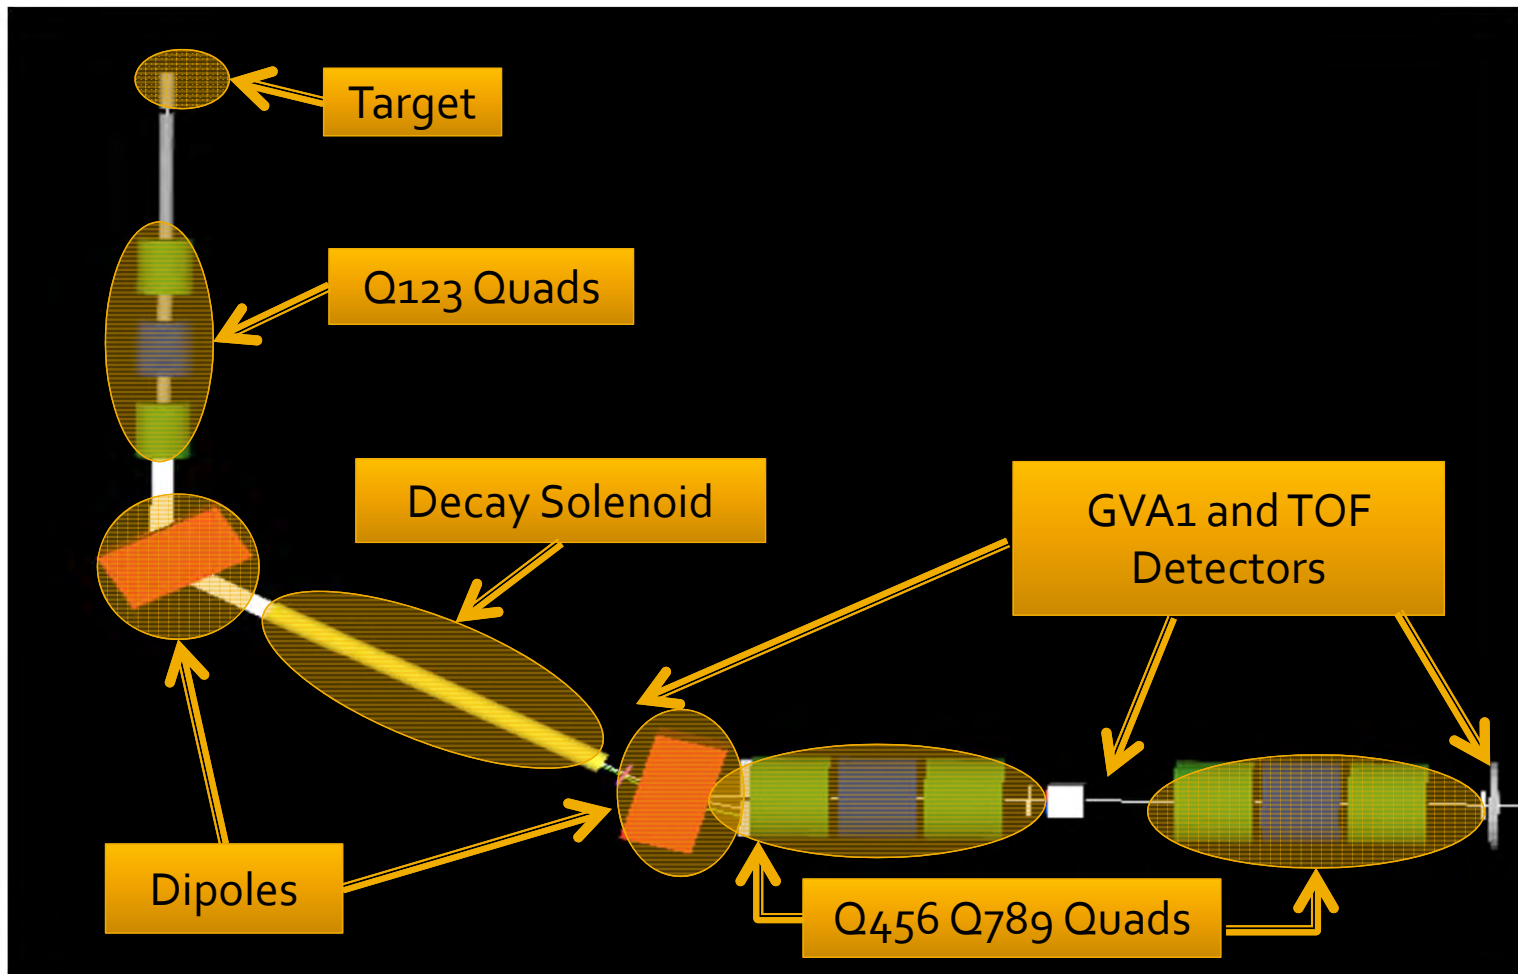 Target
Q123 Quads
Decay Solenoid
GVA1 and TOF
Detectors
Dipoles
Q456 Q789 Quads